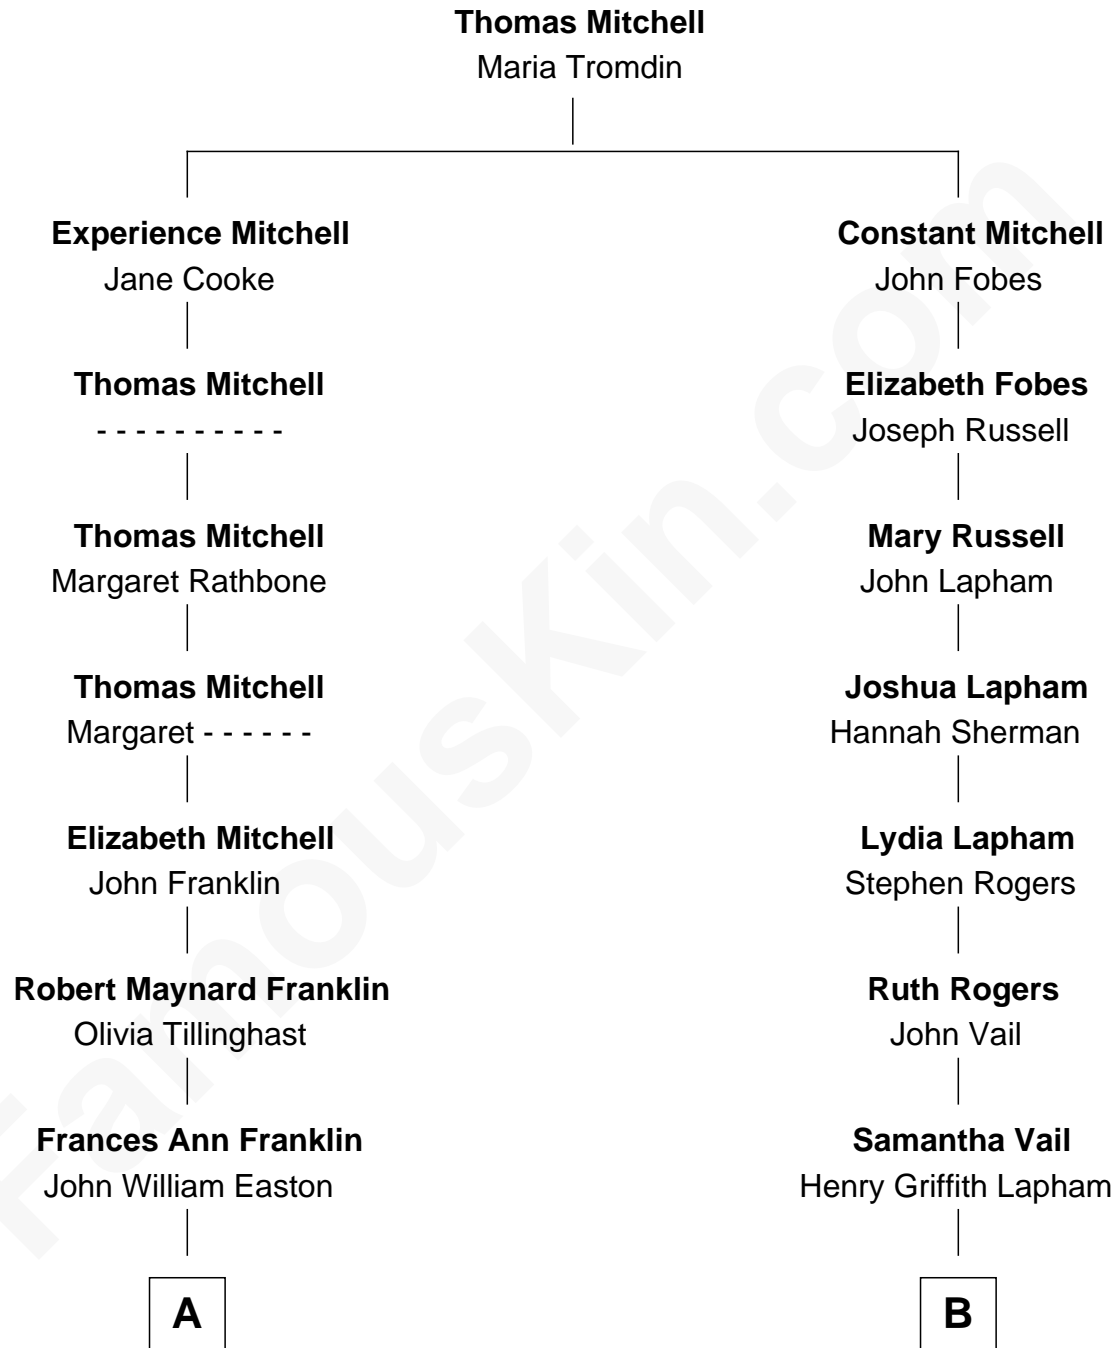 Thomas Mitchell
Maria Tromdin
Experience Mitchell
Jane Cooke
Thomas Mitchell
- - - - - - - - - -
Thomas Mitchell
Margaret Rathbone
Thomas Mitchell
Margaret - - - - - -
Elizabeth Mitchell
John Franklin
Robert Maynard Franklin
Olivia Tillinghast
Frances Ann Franklin
John William Easton
A
Constant Mitchell
John Fobes
Elizabeth Fobes
Joseph Russell
Mary Russell
John Lapham
Joshua Lapham
Hannah Sherman
Lydia Lapham
Stephen Rogers
Ruth Rogers
John Vail
Samantha Vail
Henry Griffith Lapham
B
FamousKin.com